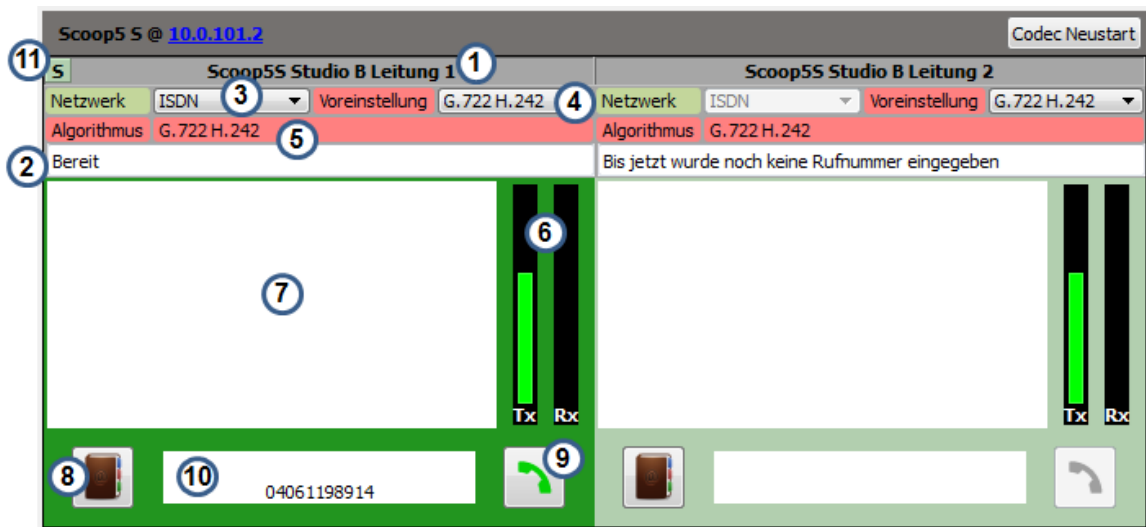 Scoop5 S @ 10.0.101.2 Codec Neustart
11 S Scoop5S Studio B Leitung 1 1 Scoop5S Studio B Leitung 2
Netzwerk ISDN 3 Voreinstellung G.722 H.242 4 Netzwerk ISDN Voreinstellung G.722 H.242
Algorithmus G.722 H.242 5 Algorithmus G.722 H.242
2 Bereit Bis jetzt wurde noch keine Rufnummer eingegeben
6
7
Tx Rx Tx Rx
8 10 04061198914 9